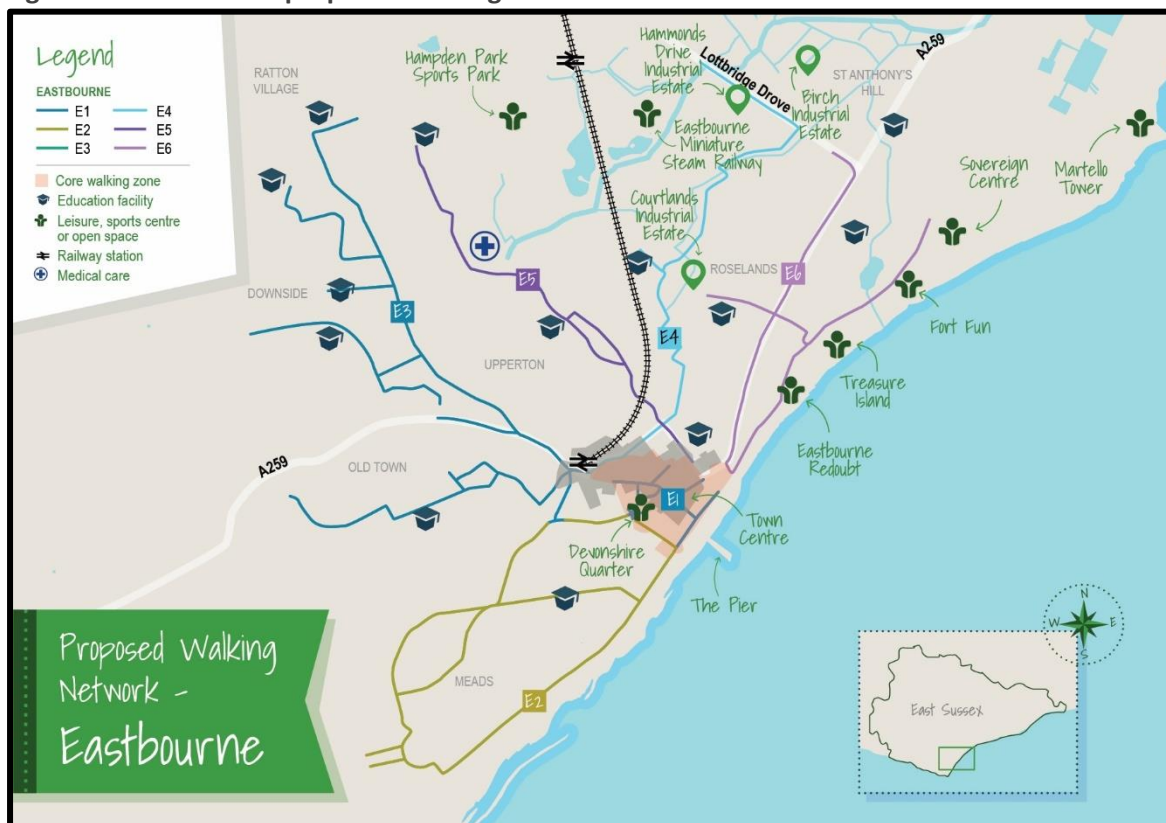 Legend
EASTBOURNE
E1
E4
E2
E5
E3
E6
Core walking zone
Education facility
Leisure, sports centre
or open space
Railway station
Medical care
RATTON
VILLAGE
Hampden Park
Sports Park
Hammonds
Drive
Industrial
Estate
Lottbridge Drove
A259
ST ANTHONY'S
HILL
Birch
Industrial
Estate
Eastbourne
Miniature
Steam Railway
Sovereign
Centre
Martello
Tower
Courtlands
Industrial
Estate
ROSELANDS
E6
E5
DOWNSIDE
E3
Fort Fun
E4
UPPERTON
Treasure
Island
Eastbourne
Redoubt
A259
OLD TOWN
E1
Town
Centre
Devonshire
Quarter
The Pier
MEADS
E2
Proposed Walking
Network -
Eastbourne
N
W
E
S
East Sussex